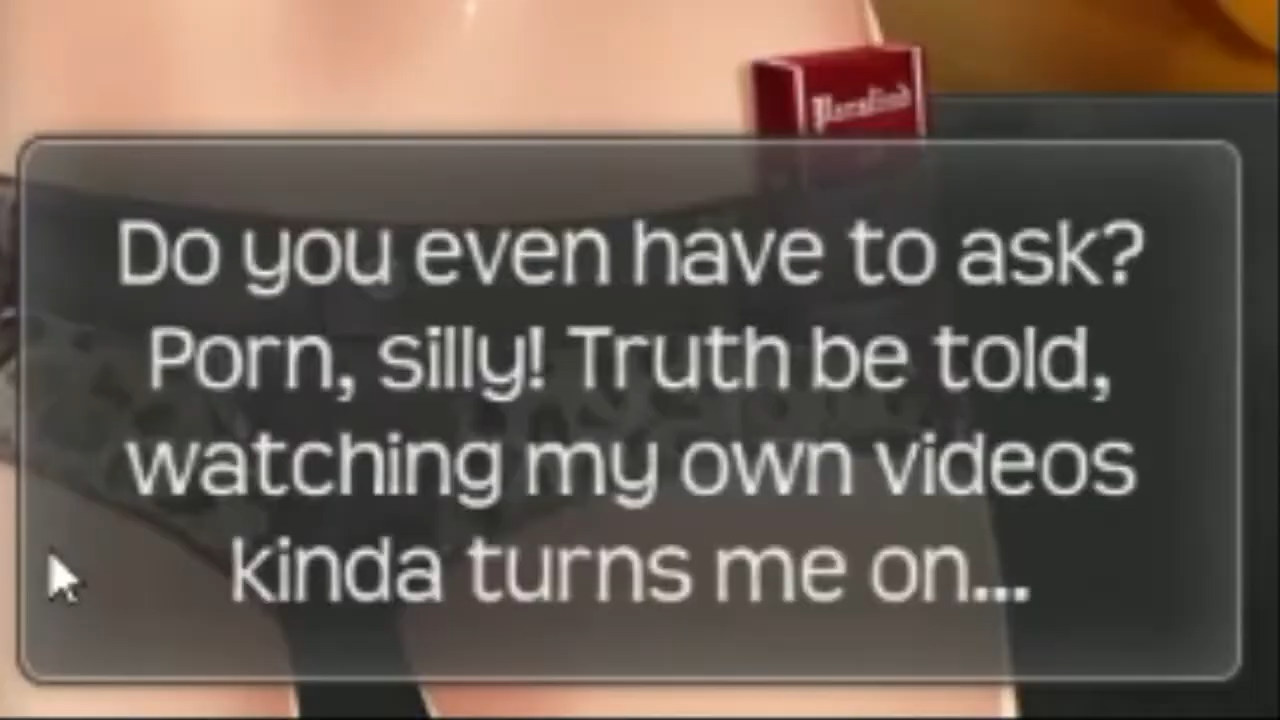 Do you even have to ask?
Porn, silly! Truth be told,
watching my own videos
kinda turns me on...